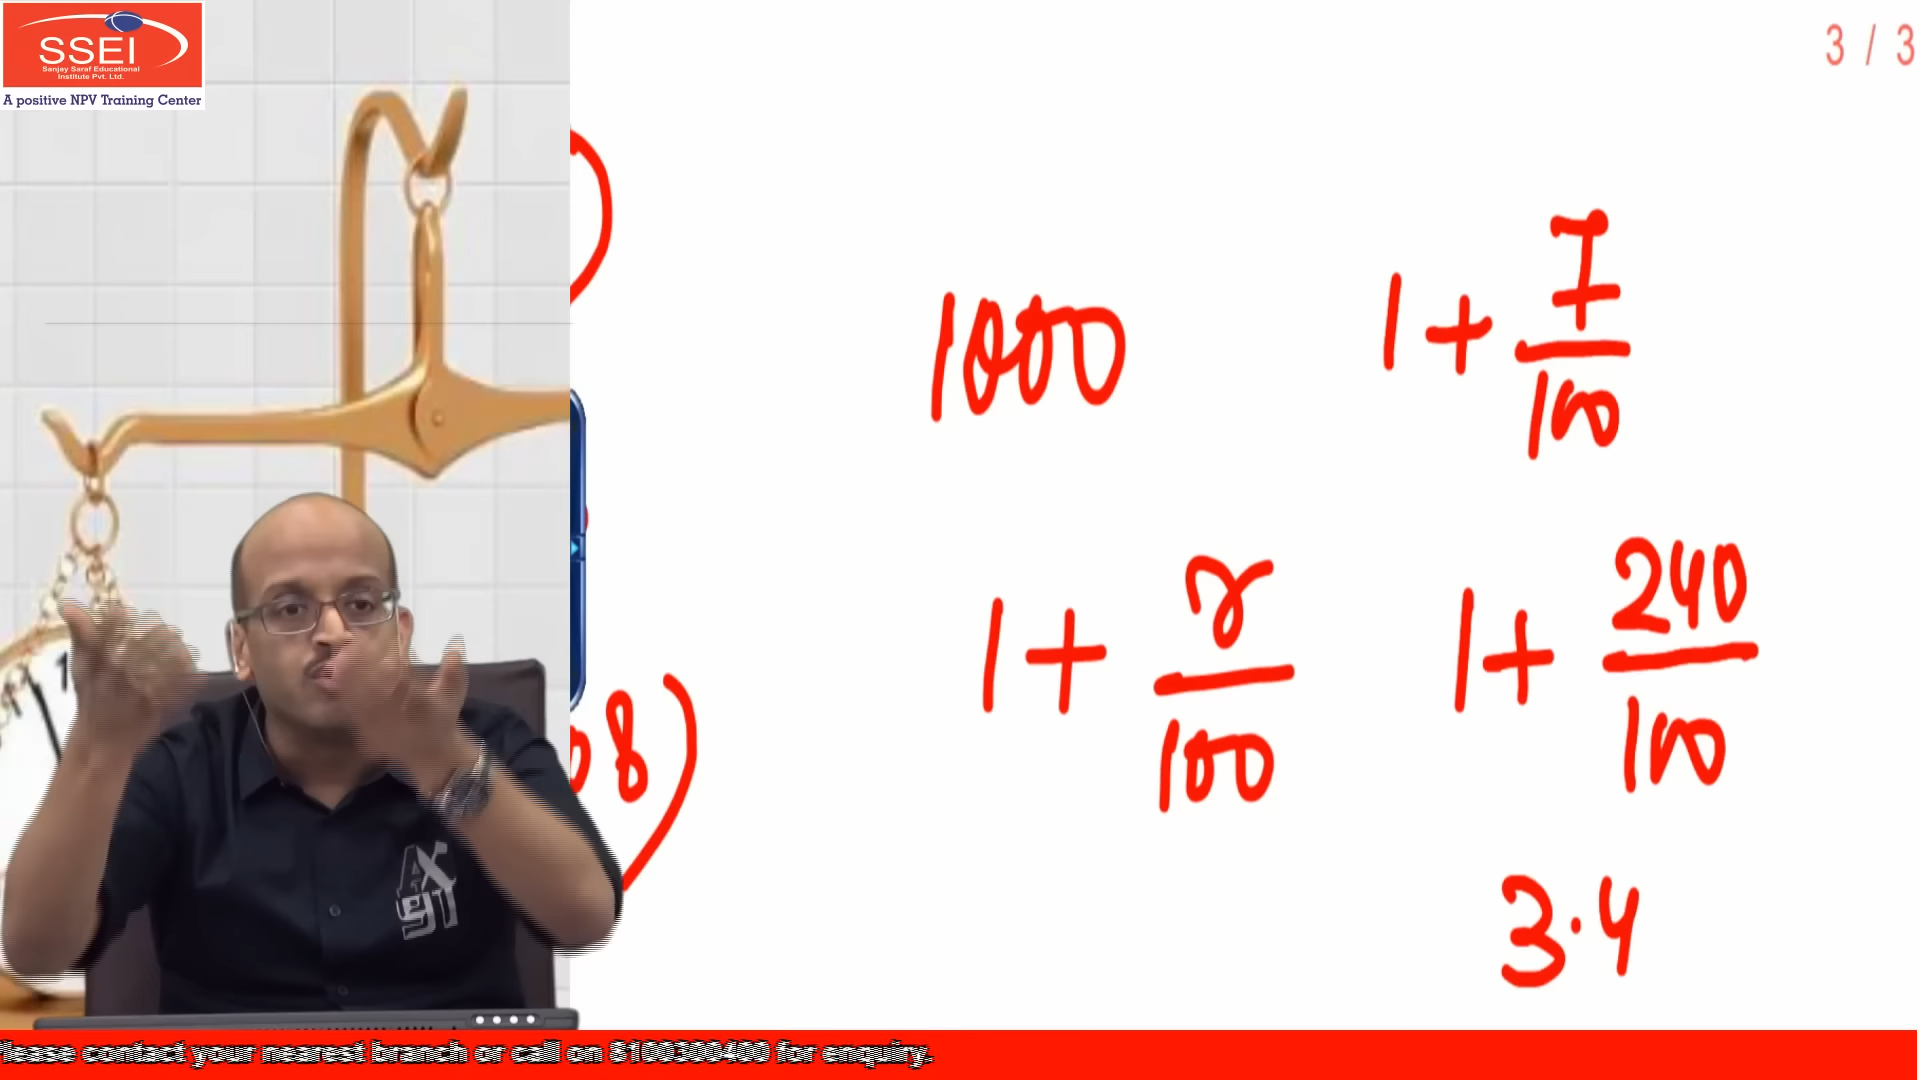 SSEI
Sanjay Saraf Educational
Institute Pvt. Ltd.
A positive NPV Training Center
3 / 3
1000
1 + 7/100
1 + r/100
1 + 240/100
08)
3.4
lease contact your nearest branch or call on 8100300400 for enquiry.